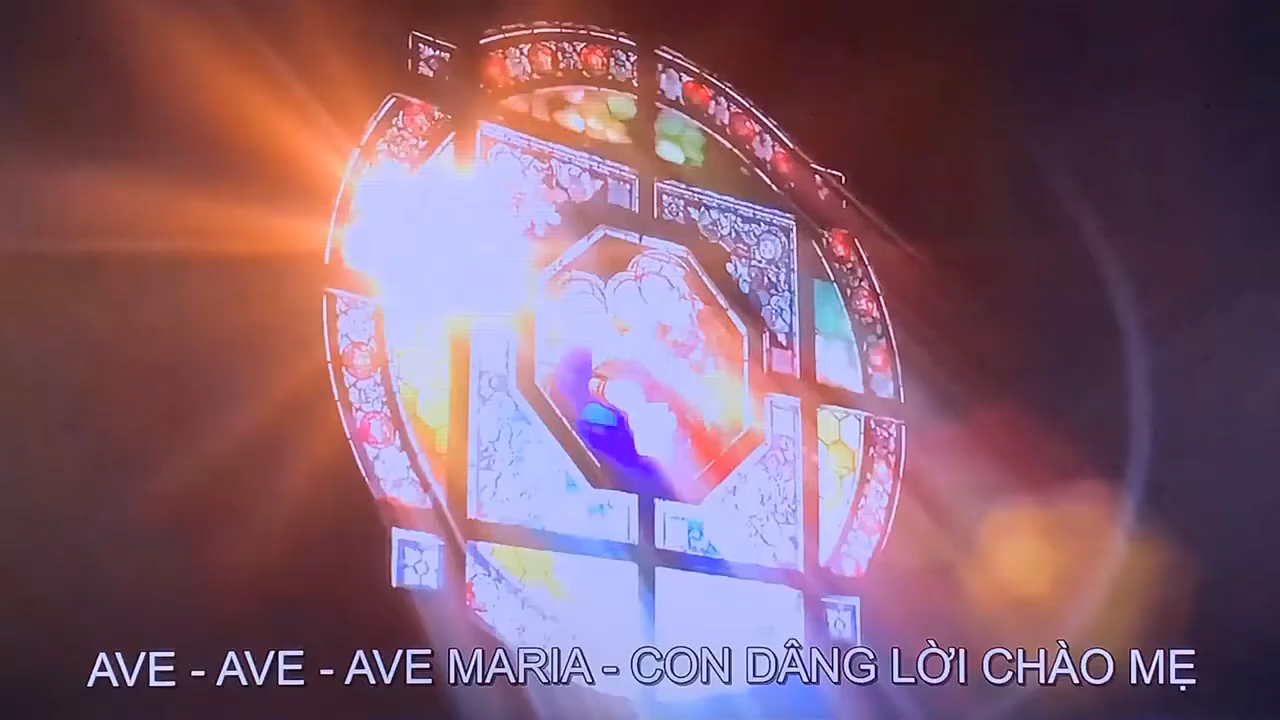 AVE - AVE - AVE MARIA - CON DÂNG LỜI CHÀO MẸ